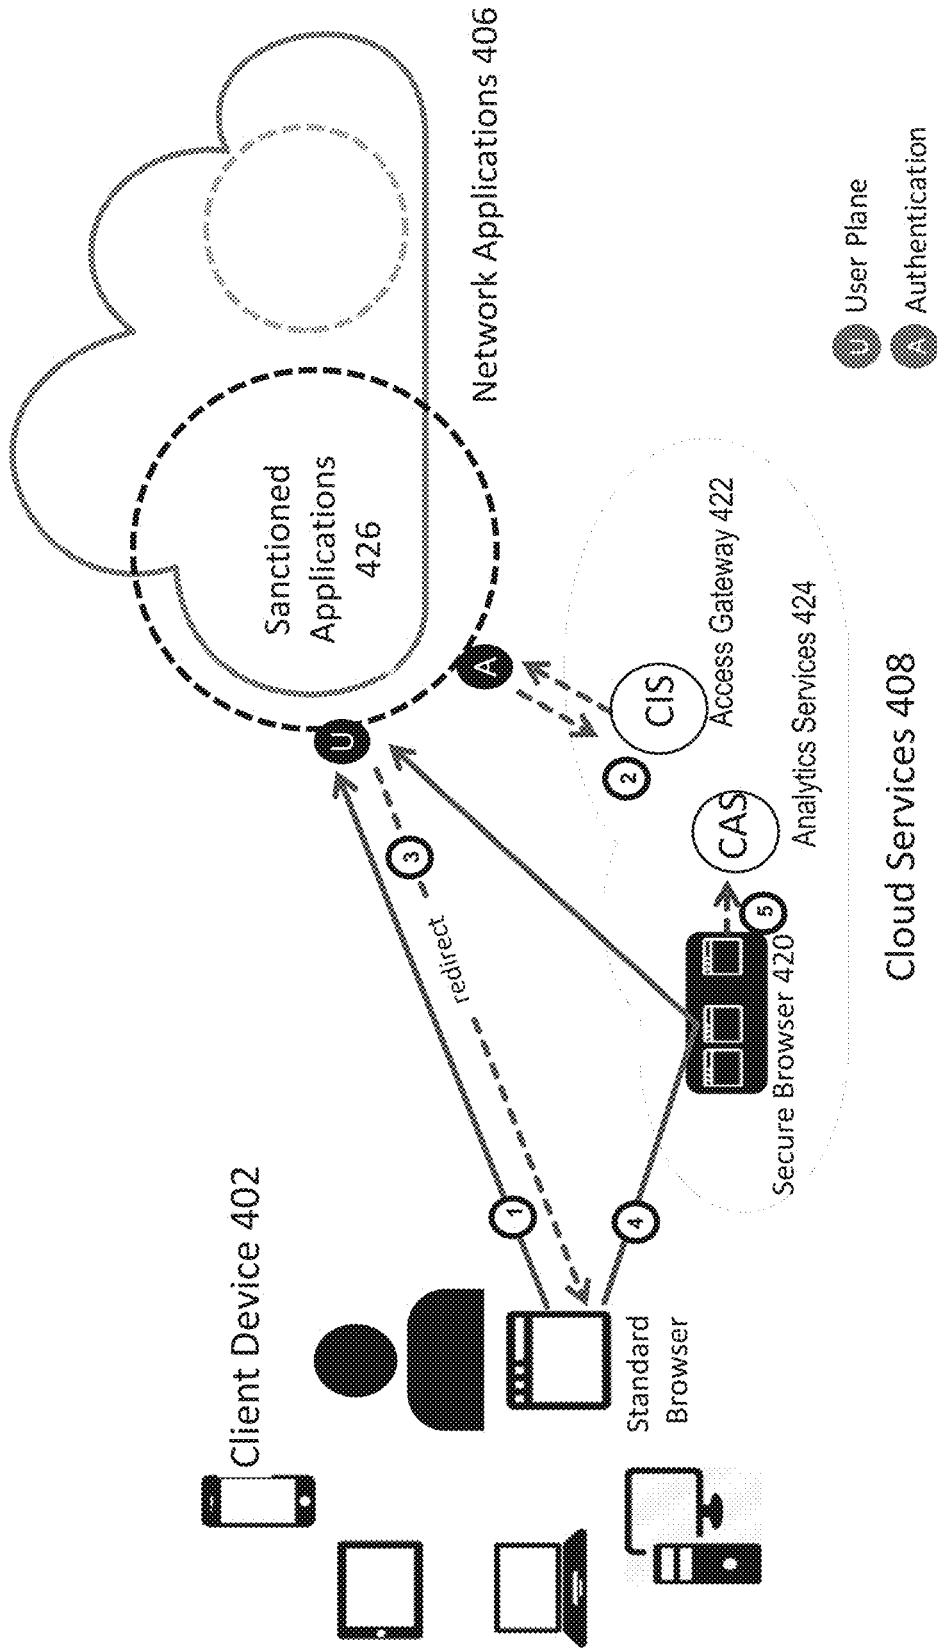 Client Device 402
Standard
Browser
1
redirect
3
4
U
A
Sanctioned
Applications
426
Network Applications 406
2
CIS
Access Gateway 422
CAS
Analytics Services 424
5
Secure Browser 420
Cloud Services 408
U User Plane
A Authentication